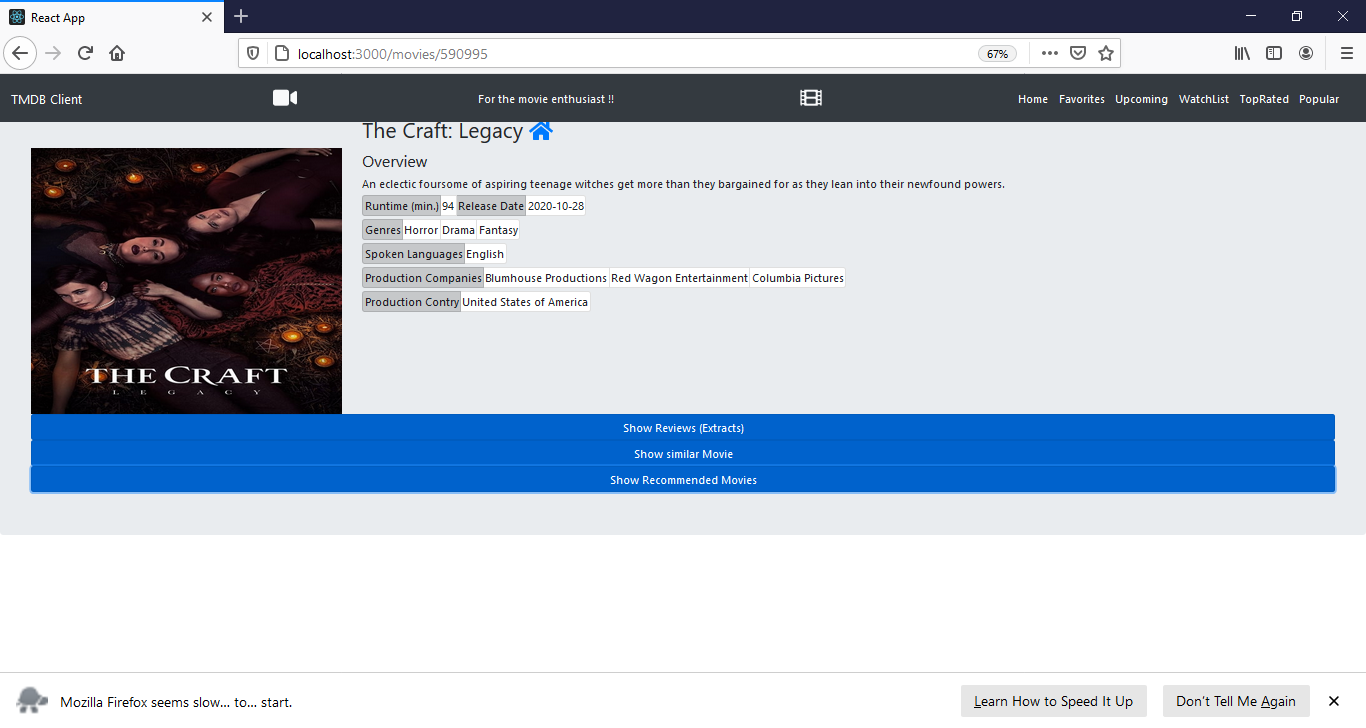 React App
localhost:3000/movies/590995
67%
TMDB Client
For the movie enthusiast !!
Home Favorites Upcoming WatchList TopRated Popular
The Craft: Legacy
Overview
An eclectic foursome of aspiring teenage witches get more than they bargained for as they lean into their newfound powers.
Runtime (min.) 94 Release Date 2020-10-28
Genres Horror Drama Fantasy
Spoken Languages English
Production Companies Blumhouse Productions Red Wagon Entertainment Columbia Pictures
Production Contry United States of America
THE CRAFT
LEGACY
Show Reviews (Extracts)
Show similar Movie
Show Recommended Movies
Mozilla Firefox seems slow... to... start.
Learn How to Speed It Up
Don't Tell Me Again